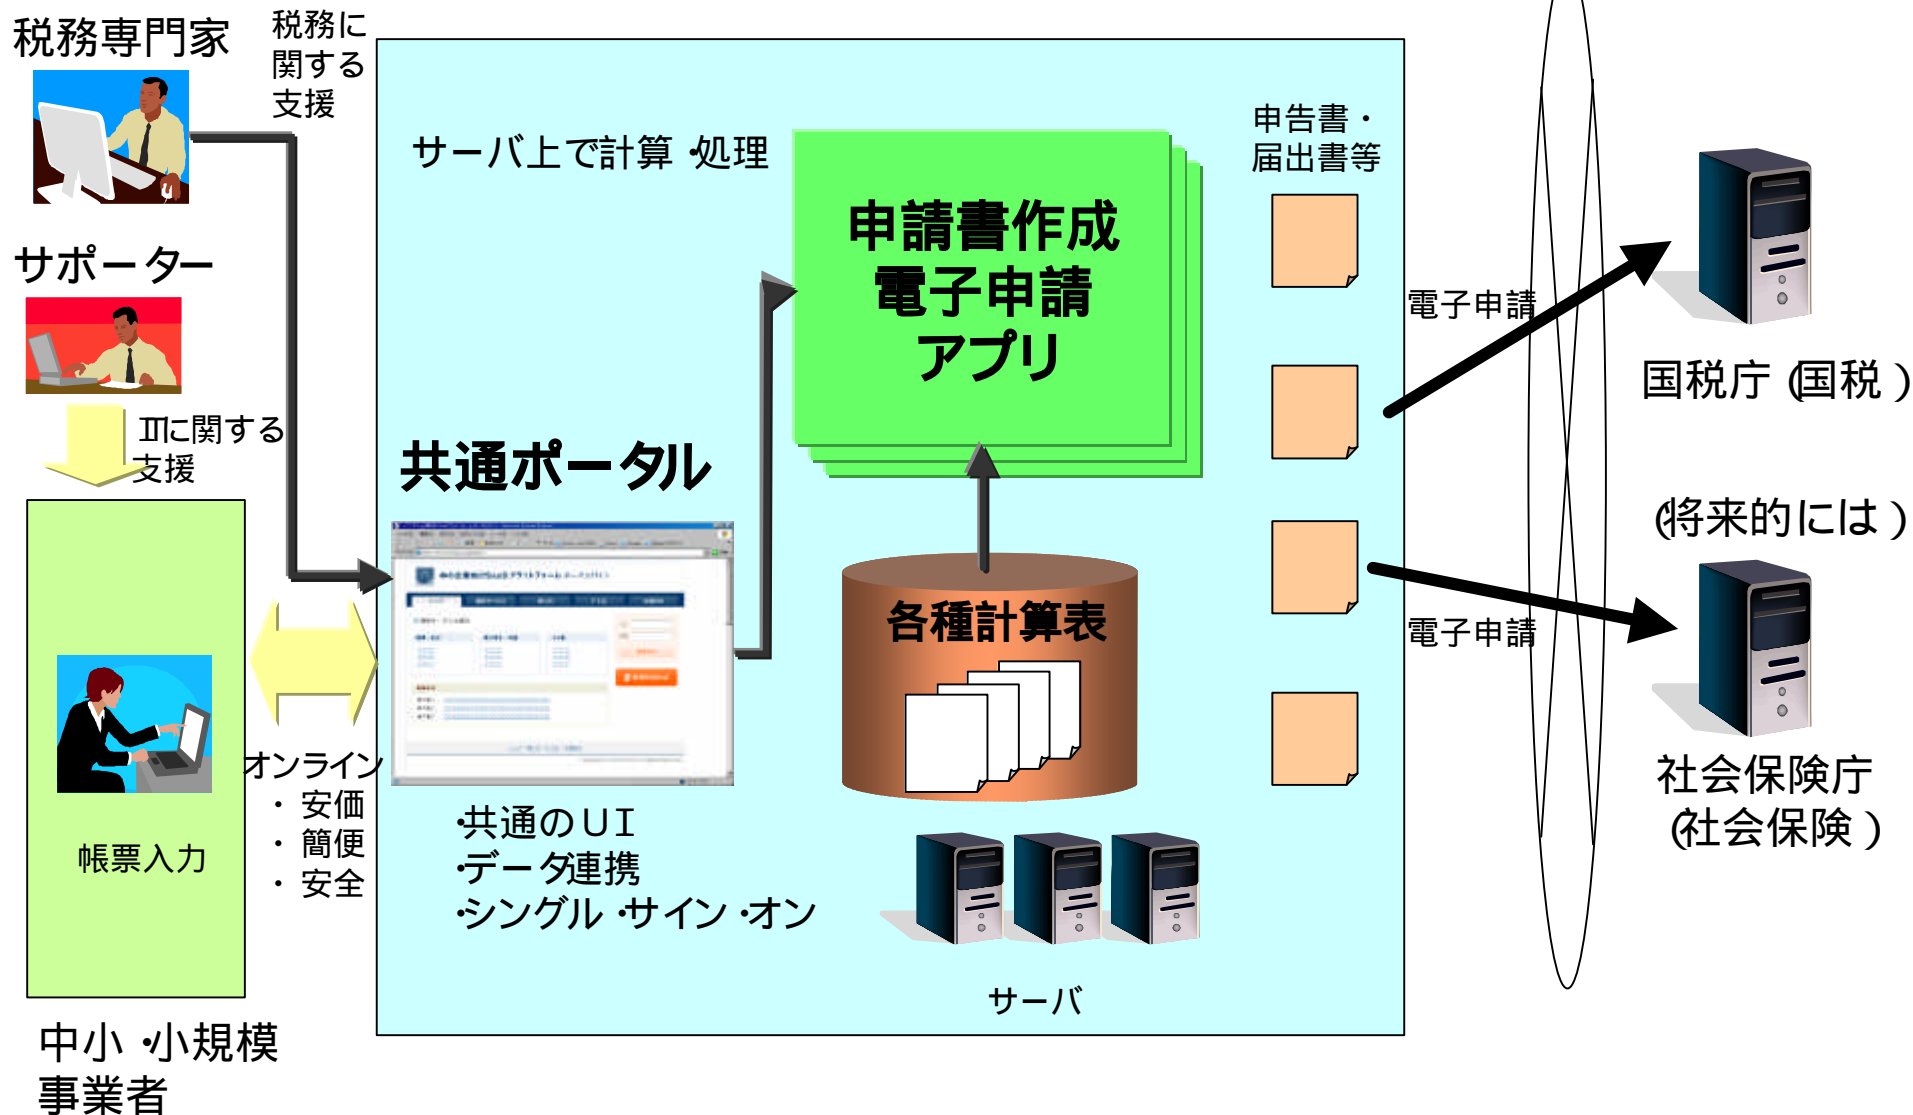 税務専門家
税務に
関する
支援
サポーター
ITに関する
支援
帳票入力
中小・小規模
事業者
オンライン
・ 安価
・ 簡便
・ 安全
サーバ上で計算・処理
共通ポータル
・共通のUI
・データ連携
・シングル・サイン・オン
申請書作成
電子申請
アプリ
各種計算表
サーバ
申告書・
届出書等
電子申請
電子申請
国税庁(国税)
(将来的には)
社会保険庁
(社会保険)